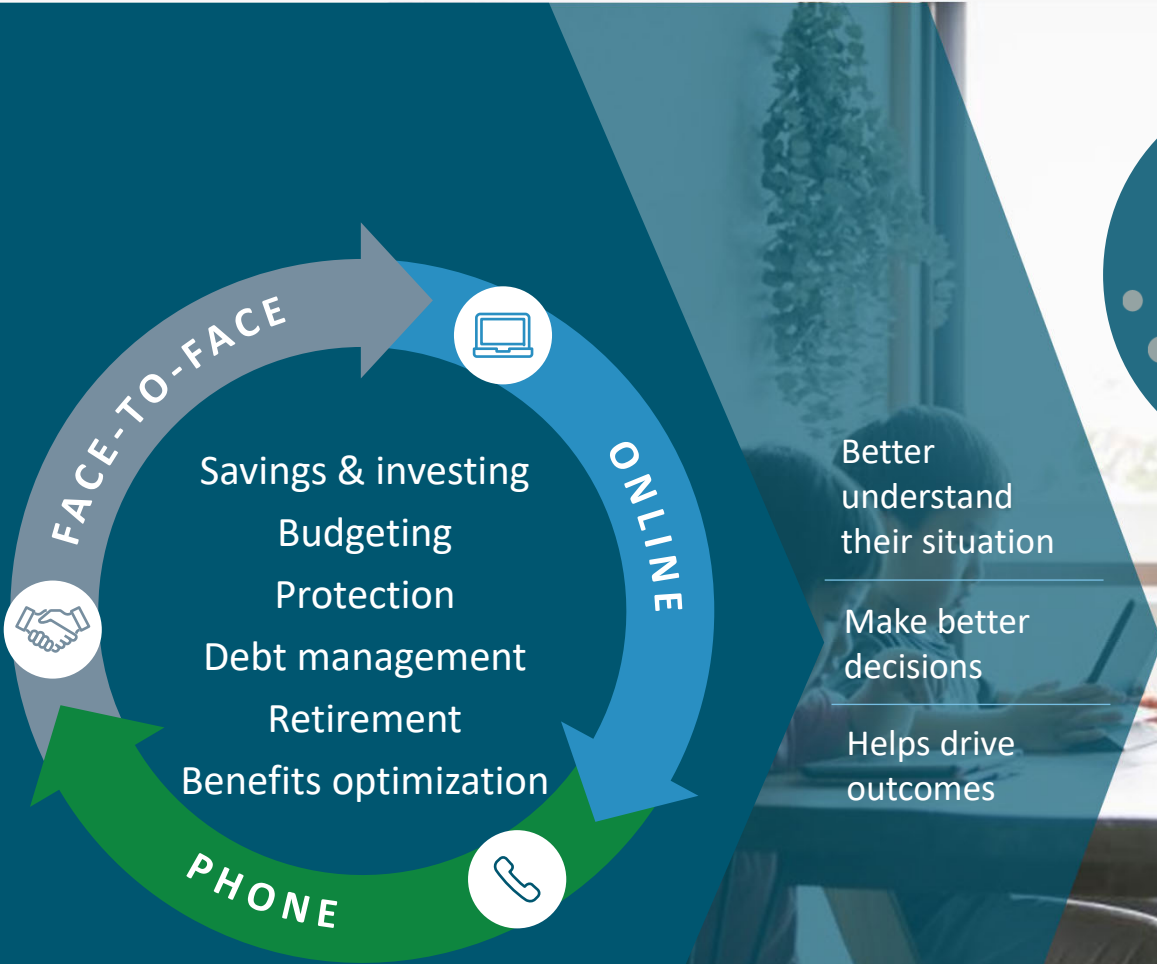 FACE-TO-FACE
ONLINE
PHONE
Savings & investing
Budgeting
Protection
Debt management
Retirement
Benefits optimization
Better
understand
their situation
Make better
decisions
Helps drive
outcomes